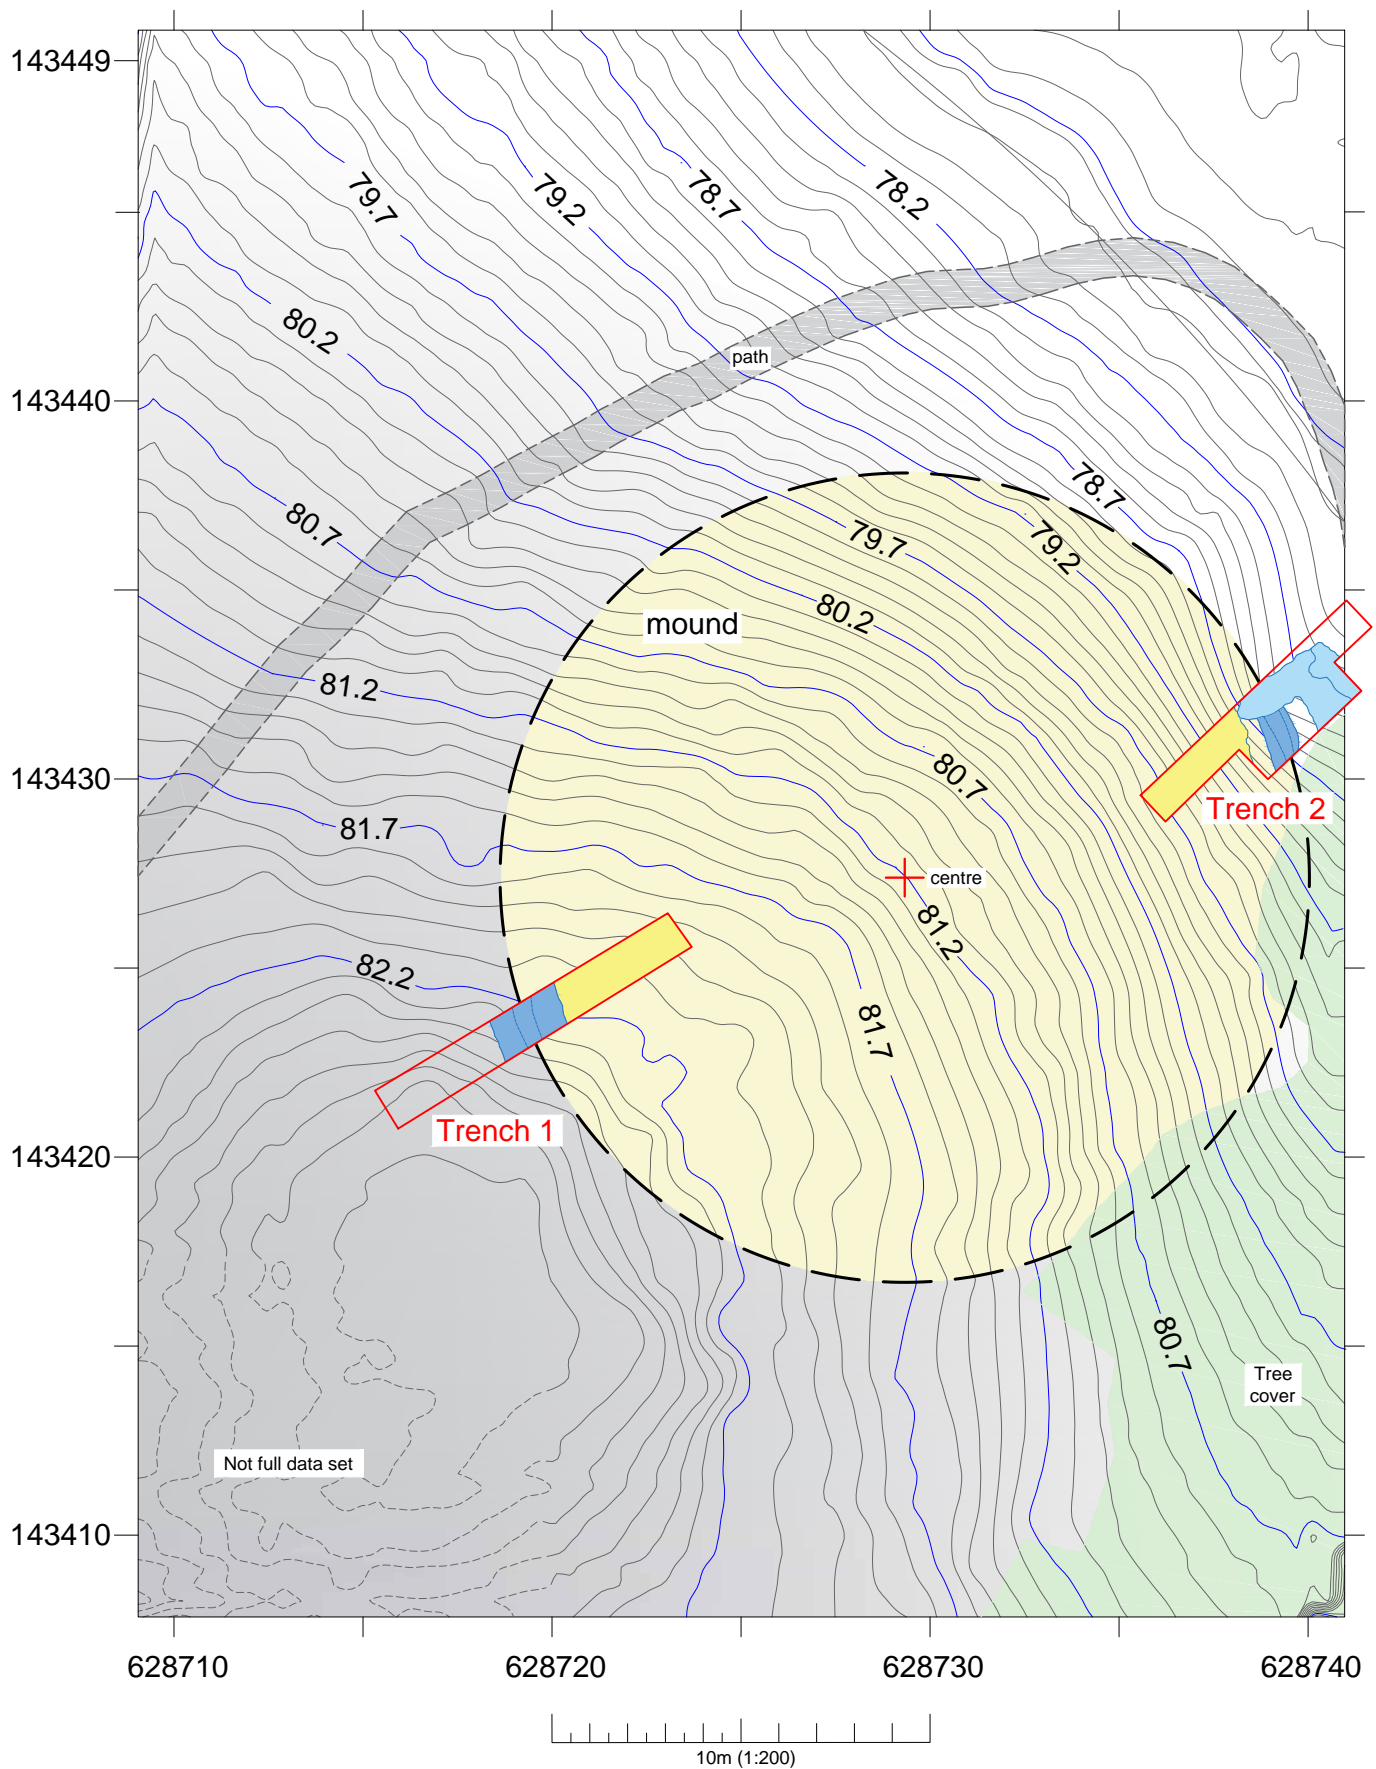 143449
79.7
79.2
78.7
78.2
80.2
path
143440
78.7
80.7
79.7
79.2
80.2
mound
81.2
143430
80.7
Trench 2
81.7
centre
81.2
82.2
81.7
Trench 1
143420
80.7
Tree
cover
Not full data set
143410
628710
628720
628730
628740
10m (1:200)